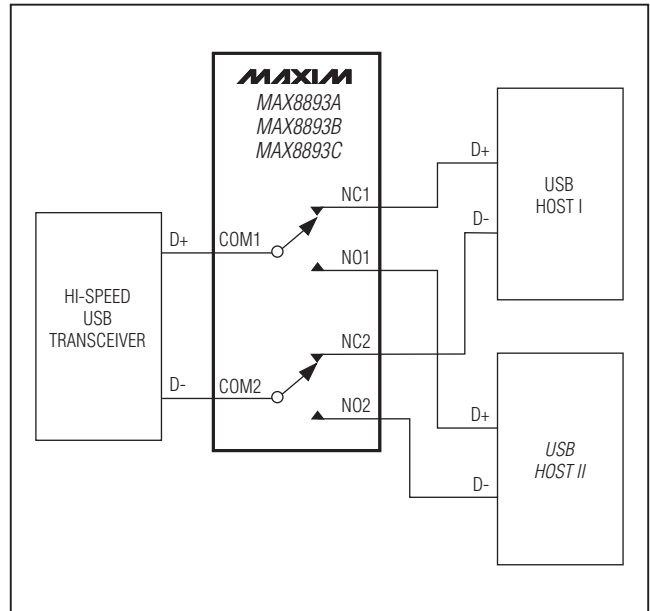 MAXIM
MAX8893A
MAX8893B
MAX8893C
HI-SPEED
USB
TRANSCEIVER
D+
D-
COM1
COM2
NC1
NO1
NC2
NO2
D+
D-
USB
HOST I
D+
D-
USB
HOST II